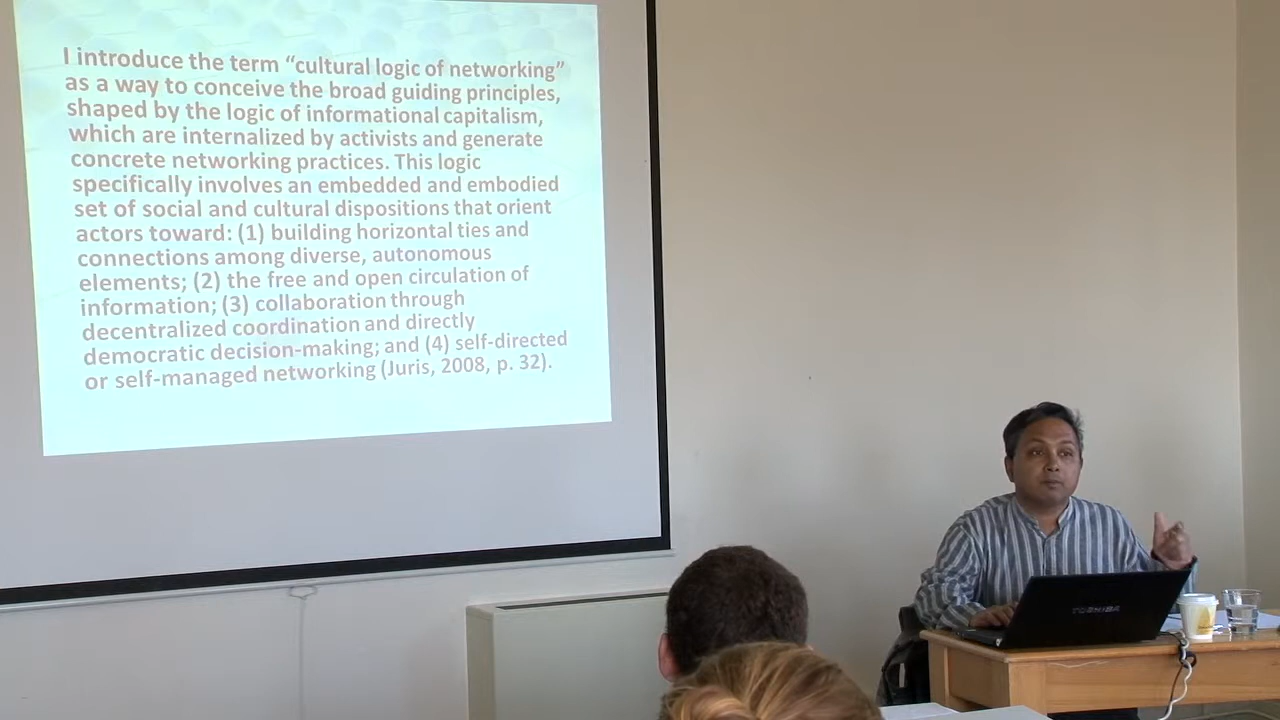 I introduce the term “cultural logic of networking”
as a way to conceive the broad guiding principles,
shaped by the logic of informational capitalism,
which are internalized by activists and generate
concrete networking practices. This logic
specifically involves an embedded and embodied
set of social and cultural dispositions that orient
actors toward: (1) building horizontal ties and
connections among diverse, autonomous
elements; (2) the free and open circulation of
information; (3) collaboration through
decentralized coordination and directly
democratic decision-making; and (4) self-directed
or self-managed networking (Juris, 2008, p. 32).
TOSHIBA